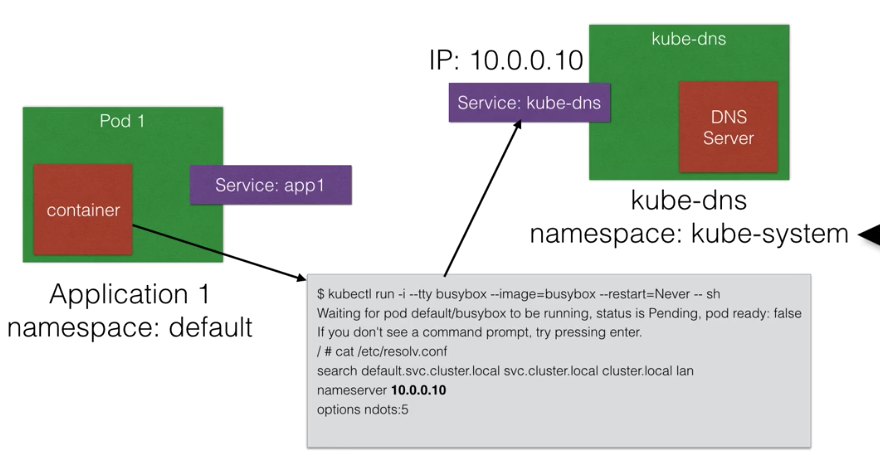 Pod 1
container
Service: app1
Application 1
namespace: default
IP: 10.0.0.10
Service: kube-dns
kube-dns
DNS
Server
kube-dns
namespace: kube-system
$ kubectl run -i --tty busybox --image=busybox --restart=Never -- sh
Waiting for pod default/busybox to be running, status is Pending, pod ready: false
If you don't see a command prompt, try pressing enter.
/ # cat /etc/resolv.conf
search default.svc.cluster.local svc.cluster.local cluster.local lan
nameserver 10.0.0.10
options ndots:5